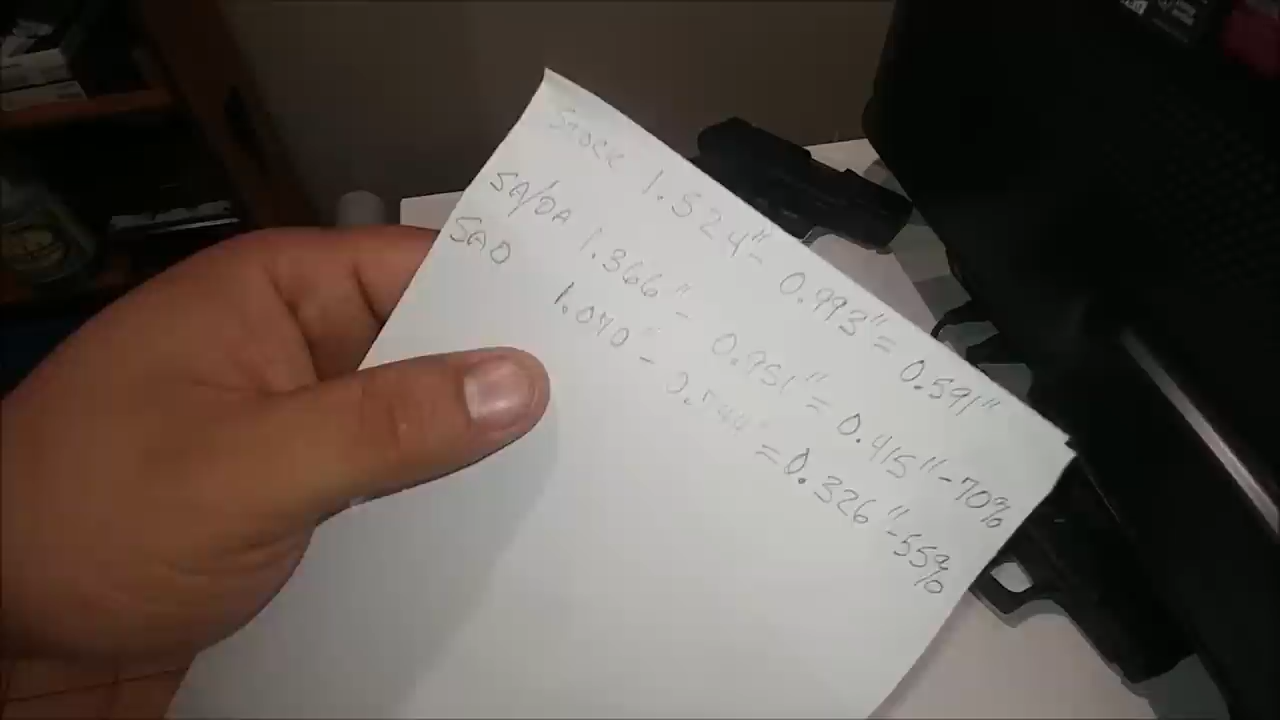 STOCK 1.524" - 0.993" = 0.591"
SA/DA 1.366" - 0.951" = 0.415" - 70%
SAO 1.070" - = 0.326" - 55%